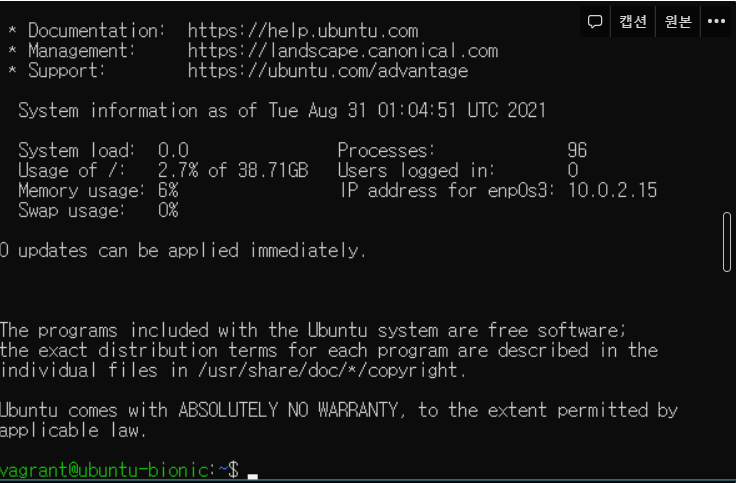 캡션 원본 •••
* Documentation:  https://help.ubuntu.com
* Management:     https://landscape.canonical.com
* Support:        https://ubuntu.com/advantage
System information as of Tue Aug 31 01:04:51 UTC 2021
System load:  0.0               Processes:             96
Usage of /:   2.7% of 38.71GB   Users logged in:       0
Memory usage: 6%                IP address for enp0s3: 10.0.2.15
Swap usage:   0%
0 updates can be applied immediately.
The programs included with the Ubuntu system are free software;
the exact distribution terms for each program are described in the
individual files in /usr/share/doc/*/copyright.
Ubuntu comes with ABSOLUTELY NO WARRANTY, to the extent permitted by
applicable law.
vagrant@ubuntu-bionic:~$